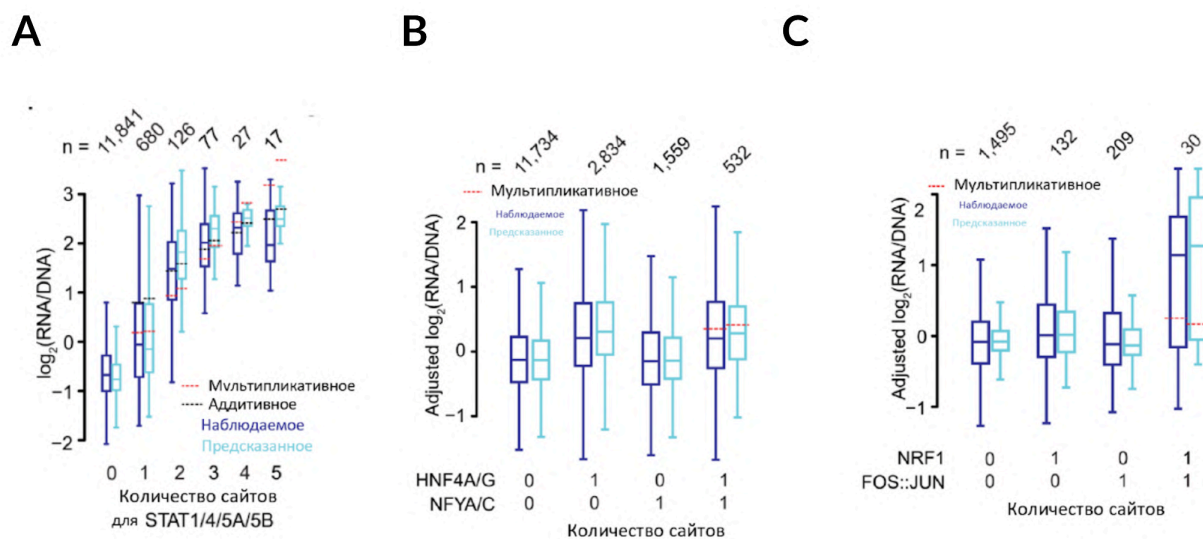 A
n = 11,841 680 126 77 27 17
log2(RNA/DNA)
3
2
1
0
−1
−2
Мультипликативное
Аддитивное
Наблюдаемое
Предсказанное
0 1 2 3 4 5
Количество сайтов
для STAT1/4/5A/5B
B
n = 11,734 2,834 1,559 532
Мультипликативное
Наблюдаемое
Предсказанное
Adjusted log2(RNA/DNA)
2
1
0
−1
HNF4A/G 0 1 0 1
NFYA/C 0 0 1 1
Количество сайтов
C
n = 1,495 132 209 30
Мультипликативное
Наблюдаемое
Предсказанное
Adjusted log2(RNA/DNA)
1
0
−1
NRF1 0 1 0 1
FOS::JUN 0 0 1 1
Количество сайтов